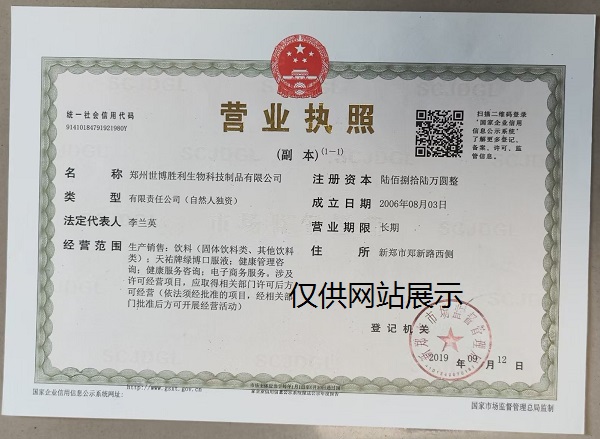 统一社会信用代码
91410184791921980Y
营业执照
(副 本)(1-1)
扫描二维码登录
“国家企业信用
信息公示系统”
了解更多登记、
备案、许可、监
管信息。
名 称 郑州世博胜利生物科技制品有限公司
类 型 有限责任公司(自然人独资)
法定代表人 李兰英
经营范围 生产销售:饮料(固体饮料类、其他饮料
类);天祐牌绿博口服液;健康管理咨
询;健康服务咨询;电子商务服务。涉及
许可经营项目,应取得相关部门许可后方
可经营(依法须经批准的项目,经相关部
门批准后方可开展经营活动)
注册资本 陆佰捌拾陆万圆整
成立日期 2006年08月03日
营业期限 长期
住 所 新郑市郑新路西侧
仅供网站展示
登记机关
2019 年 09 月 12 日
国家企业信用信息公示系统网址:
http://www.gsxt.gov.cn
国家市场监督管理总局监制